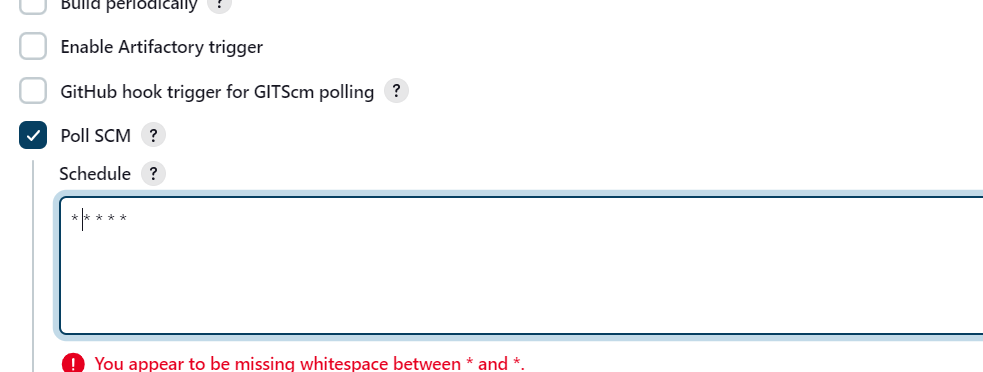 Build periodically ?
Enable Artifactory trigger
GitHub hook trigger for GITScm polling ?
Poll SCM ?
Schedule ?
* * * * *
! You appear to be missing whitespace between * and *.